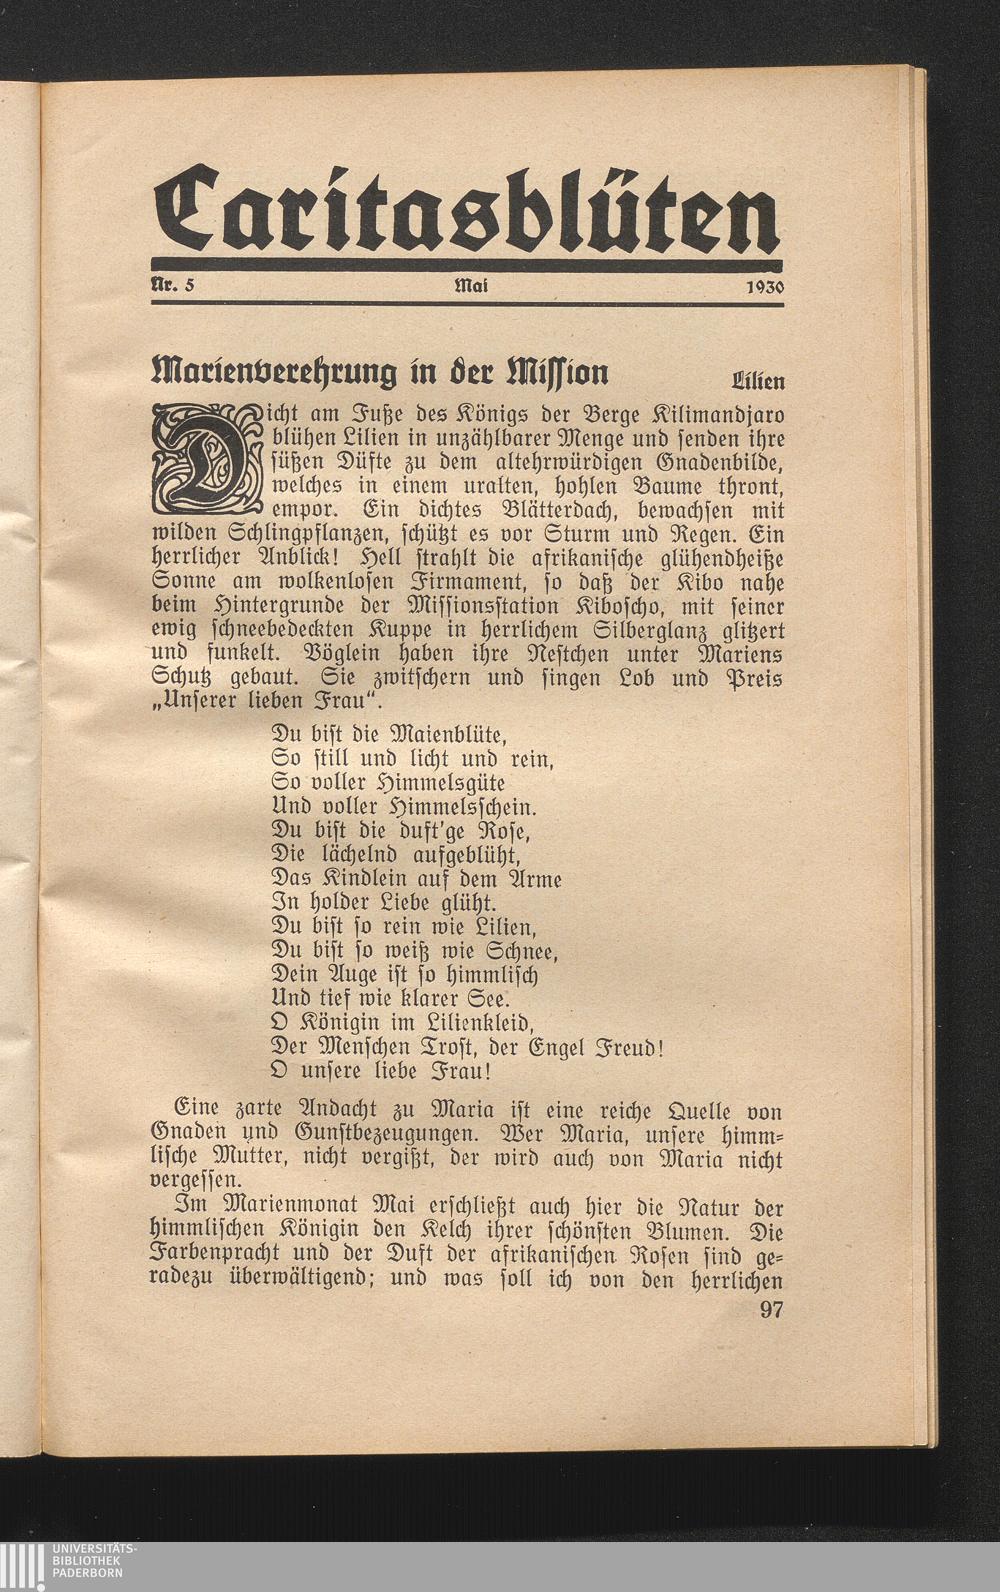 Caritasblüten
Nr. 5 Mai 1930
Marienverehrung in der Mission Lilien
Dicht am Fuße des Königs der Berge Kilimandjaro
blühen Lilien in unzählbarer Menge und senden ihre
süßen Düfte zu dem altehrwürdigen Gnadenbilde,
welches in einem uralten, hohlen Baume thront,
empor. Ein dichtes Blätterdach, bewachsen mit
wilden Schlingpflanzen, schützt es vor Sturm und Regen. Ein
herrlicher Anblick! Hell strahlt die afrikanische glühendheiße
Sonne am wolkenlosen Firmament, so daß der Kibo nahe
beim Hintergrunde der Missionsstation Kiboscho, mit seiner
ewig schneebedeckten Kuppe in herrlichem Silberglanz glitzert
und funkelt. Vöglein haben ihre Nestchen unter Mariens
Schutz gebaut. Sie zwitschern und singen Lob und Preis
„Unserer lieben Frau“.
Du bist die Maienblüte,
So still und licht und rein,
So voller Himmelsgüte
Und voller Himmelsschein.
Du bist die duft'ge Rose,
Die lächelnd aufgeblüht,
Das Kindlein auf dem Arme
In holder Liebe glüht.
Du bist so rein wie Lilien,
Du bist so weiß wie Schnee,
Dein Auge ist so himmlisch
Und tief wie klarer See.
O Königin im Lilienkleid,
Der Menschen Trost, der Engel Freud!
O unsere liebe Frau!
Eine zarte Andacht zu Maria ist eine reiche Quelle von
Gnaden und Gunstbezeugungen. Wer Maria, unsere himm-
lische Mutter, nicht vergißt, der wird auch von Maria nicht
vergessen.
Im Marienmonat Mai erschließt auch hier die Natur der
himmlischen Königin den Kelch ihrer schönsten Blumen. Die
Farbenpracht und der Duft der afrikanischen Rosen sind ge-
radezu überwältigend; und was soll ich von den herrlichen
97
UNIVERSITÄTS-
BIBLIOTHEK
PADERBORN